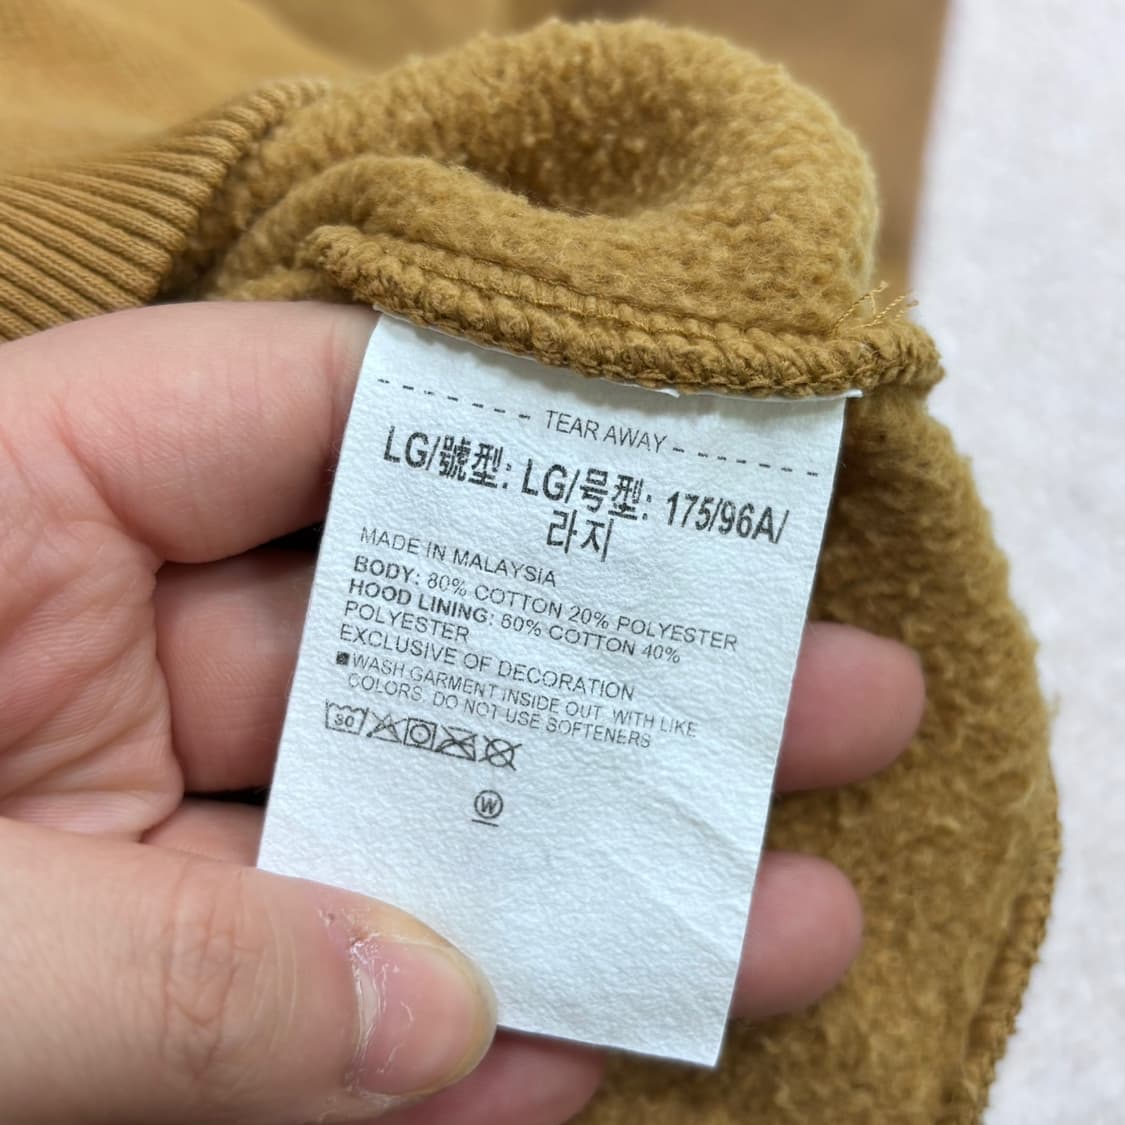 TEAR AWAY
LG/號型: LG/号型: 175/96A/
라지
MADE IN MALAYSIA
BODY: 80% COTTON 20% POLYESTER
HOOD LINING: 60% COTTON 40%
POLYESTER
EXCLUSIVE OF DECORATION
WASH GARMENT INSIDE OUT, WITH LIKE
COLORS. DO NOT USE SOFTENERS
30
W